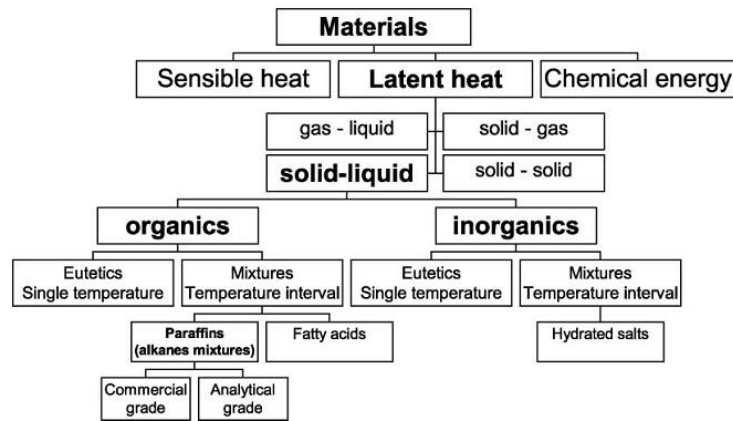 Materials
Sensible heat
Latent heat
Chemical energy
gas - liquid
solid - gas
solid-liquid
solid - solid
organics
inorganics
Eutetics
Single temperature
Mixtures
Temperature interval
Eutetics
Single temperature
Mixtures
Temperature interval
Paraffins
(alkanes mixtures)
Fatty acids
Hydrated salts
Commercial
grade
Analytical
grade